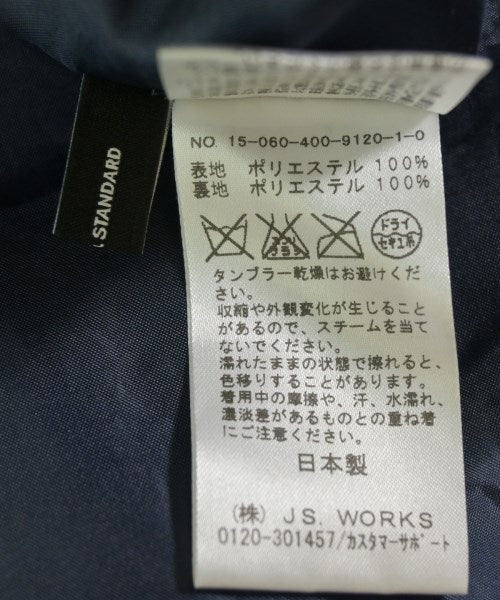 STANDARD
NO. 15-060-400-9120-1-0
表地 ポリエステル 100%
裏地 ポリエステル 100%
エンソサラシ
ドライ
セキユ系
タンブラー乾燥はお避けくだ
さい。
収縮や外観変化が生じること
があるので、スチームを当て
ないでください。
濡れたままの状態で擦れると、
色移りすることがあります。
着用中の摩擦や、汗、水濡れ、
濃淡差があるものとの重ね着
にご注意ください。
日本製
(株) J.S. WORKS
0120-301457/カスタマーサポート